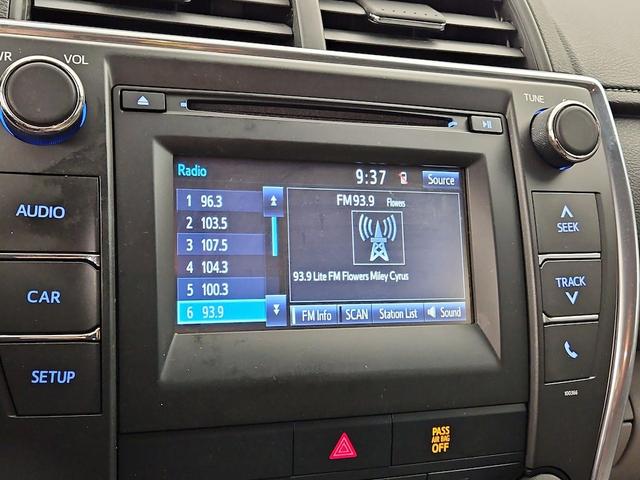 PWR VOL
TUNE
Radio
9:37
Source
1 96.3
2 103.5
3 107.5
4 104.3
5 100.3
6 93.9
FM 93.9 Flowers
93.9 Lite FM Flowers Miley Cyrus
FM Info
SCAN
Station List
Sound
AUDIO
CAR
SETUP
SEEK
TRACK
100366
PASS
AIR BAG
OFF